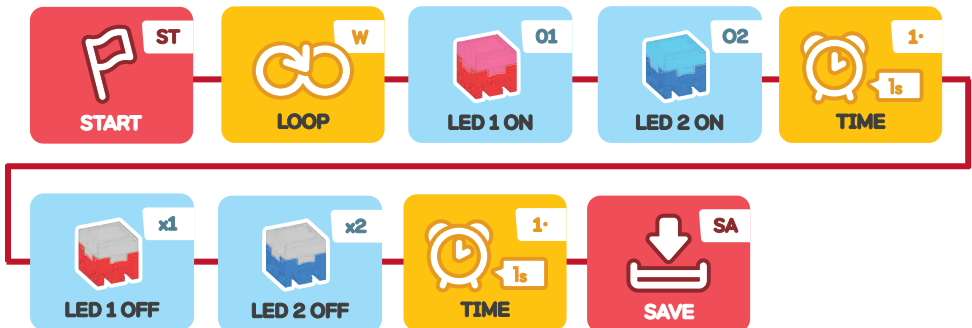 ST
START
W
LOOP
O1
LED 1 ON
O2
LED 2 ON
1·
1s
TIME
x1
LED 1 OFF
x2
LED 2 OFF
1·
1s
TIME
SA
SAVE